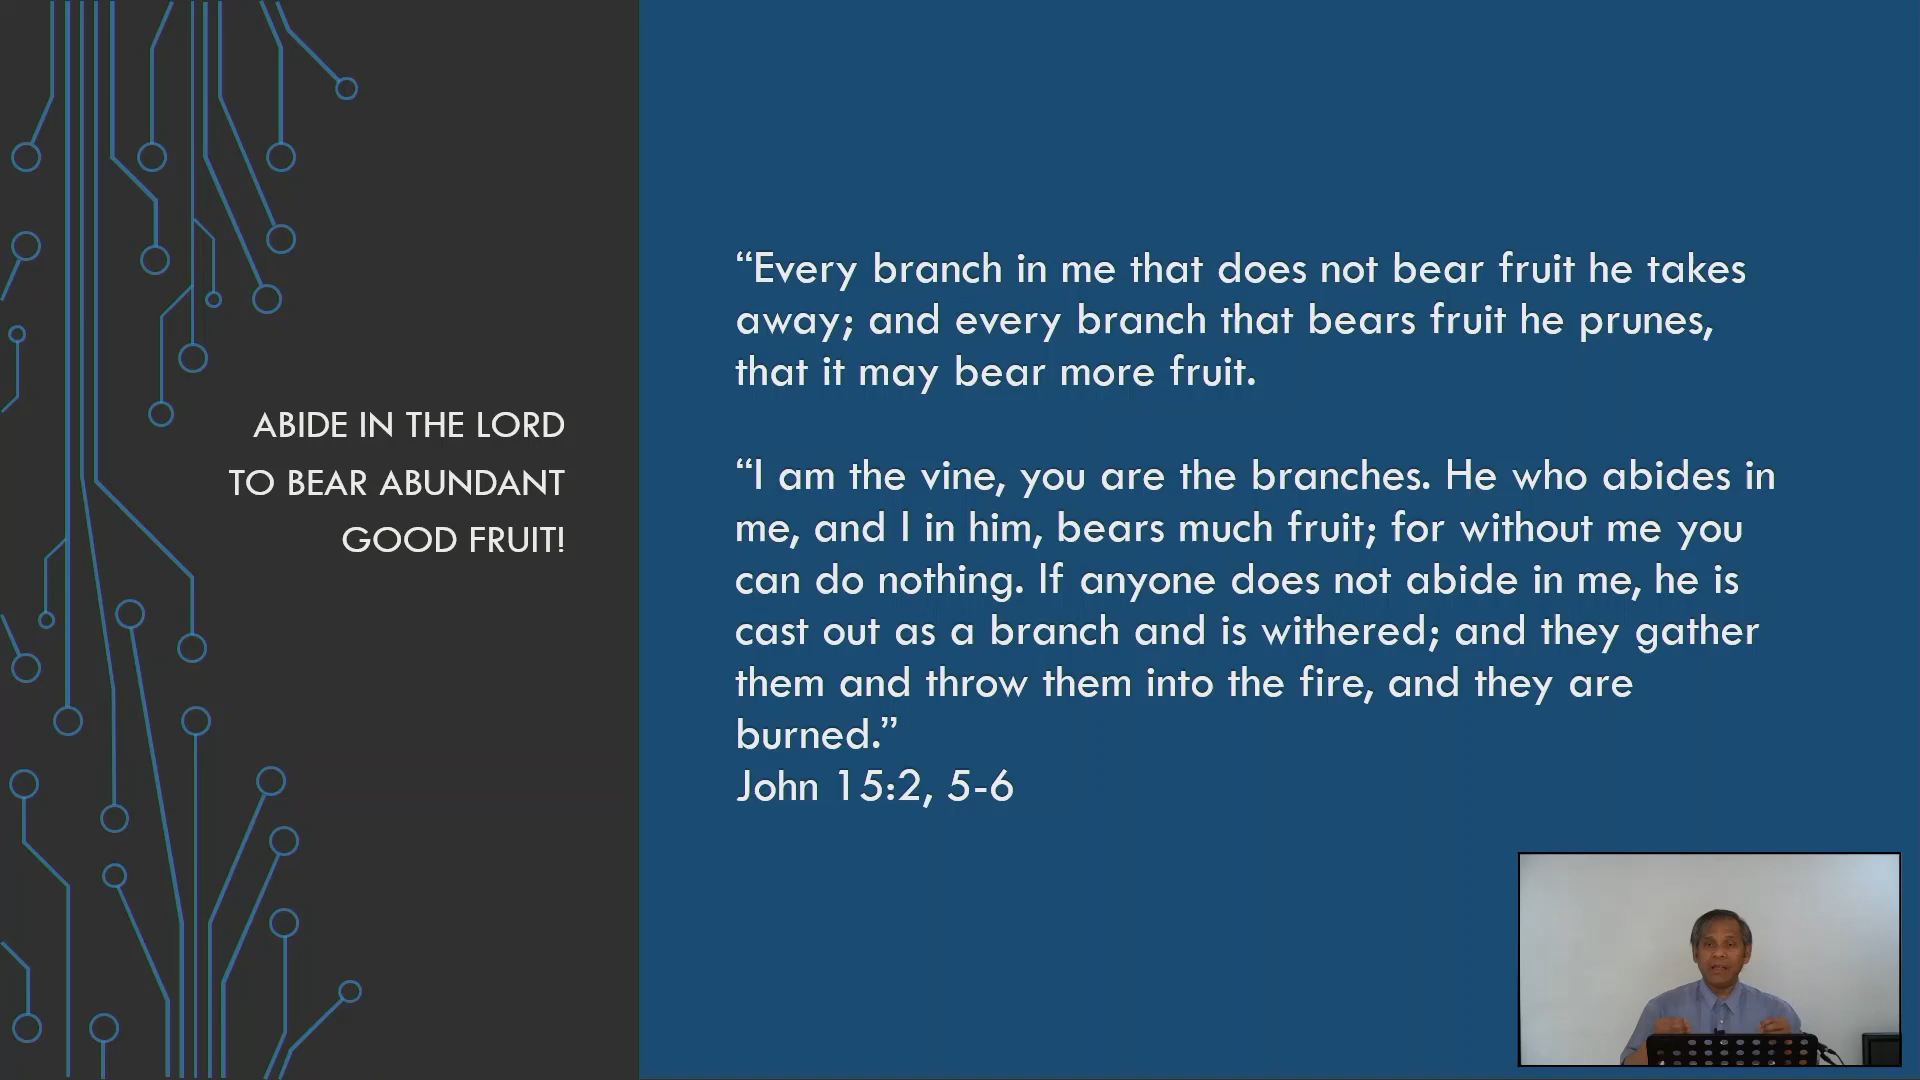 ABIDE IN THE LORD
TO BEAR ABUNDANT
GOOD FRUIT!
“Every branch in me that does not bear fruit he takes
away; and every branch that bears fruit he prunes,
that it may bear more fruit.
“I am the vine, you are the branches. He who abides in
me, and I in him, bears much fruit; for without me you
can do nothing. If anyone does not abide in me, he is
cast out as a branch and is withered; and they gather
them and throw them into the fire, and they are
burned.”
John 15:2, 5-6